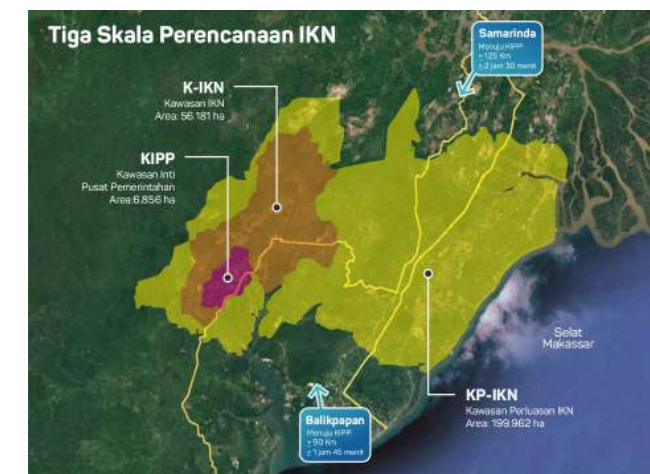 Tiga Skala Perencanaan IKN
Samarinda
Menuju KIPP
± 125 Km
± 2 jam 30 menit
K-IKN
Kawasan IKN
Area: 56.181 ha
KIPP
Kawasan Inti
Pusat Pemerintahan
Area:6.856 ha
Selat
Makassar
KP-IKN
Kawasan Perluasan IKN
Area: 199.962 ha
Balikpapan
Menuju KIPP
± 90 Km
± 1 jam 45 menit